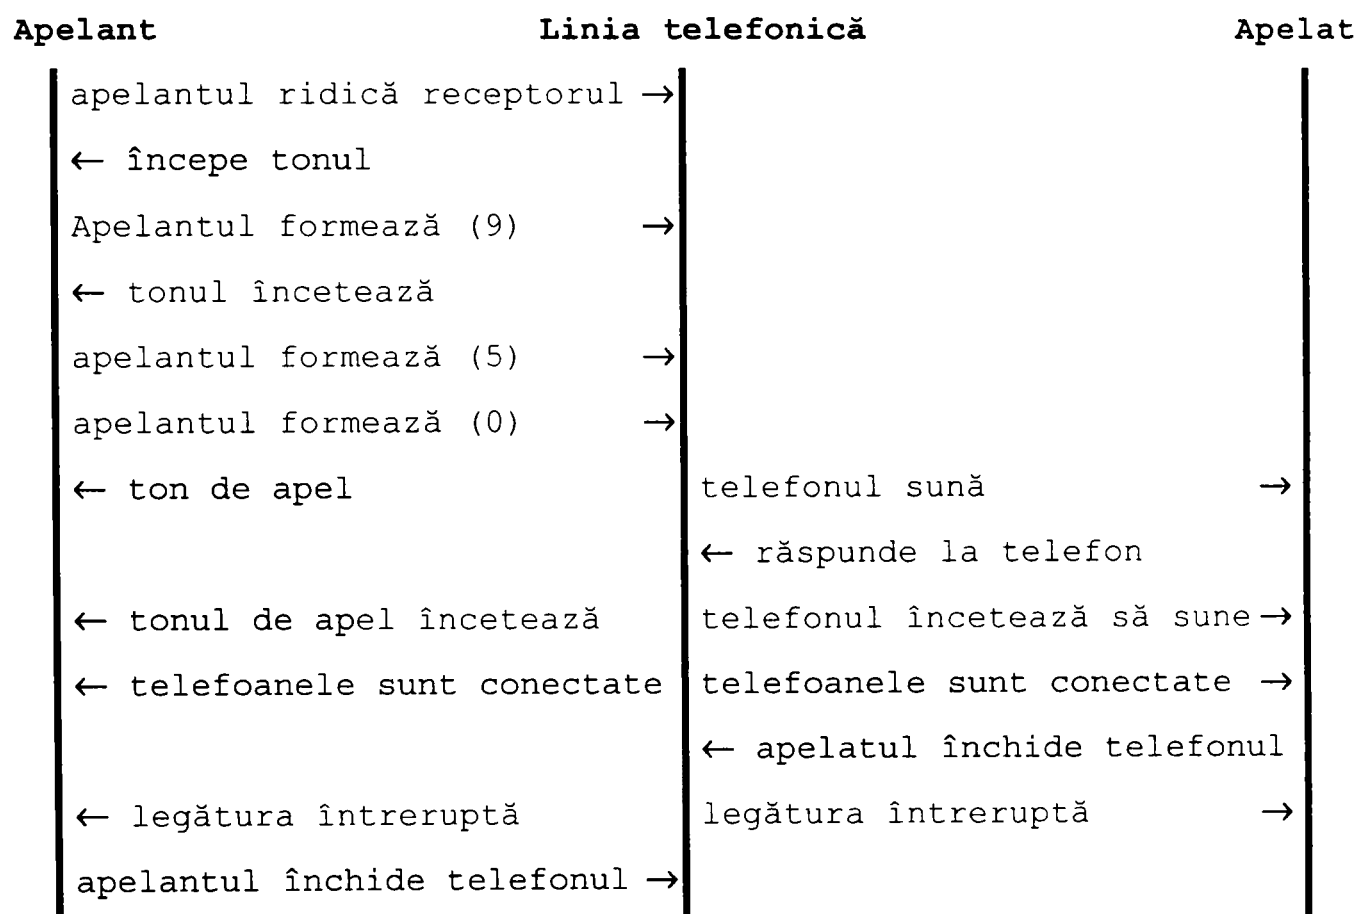 Apelant Linia telefonică Apelat
apelantul ridică receptorul →
← începe tonul
Apelantul formează (9) →
← tonul încetează
apelantul formează (5) →
apelantul formează (0) →
← ton de apel telefonul sună →
← răspunde la telefon
← tonul de apel încetează telefonul încetează să sune →
← telefoanele sunt conectate telefoanele sunt conectate →
← apelatul închide telefonul
← legătura întreruptă legătura întreruptă →
apelantul închide telefonul →